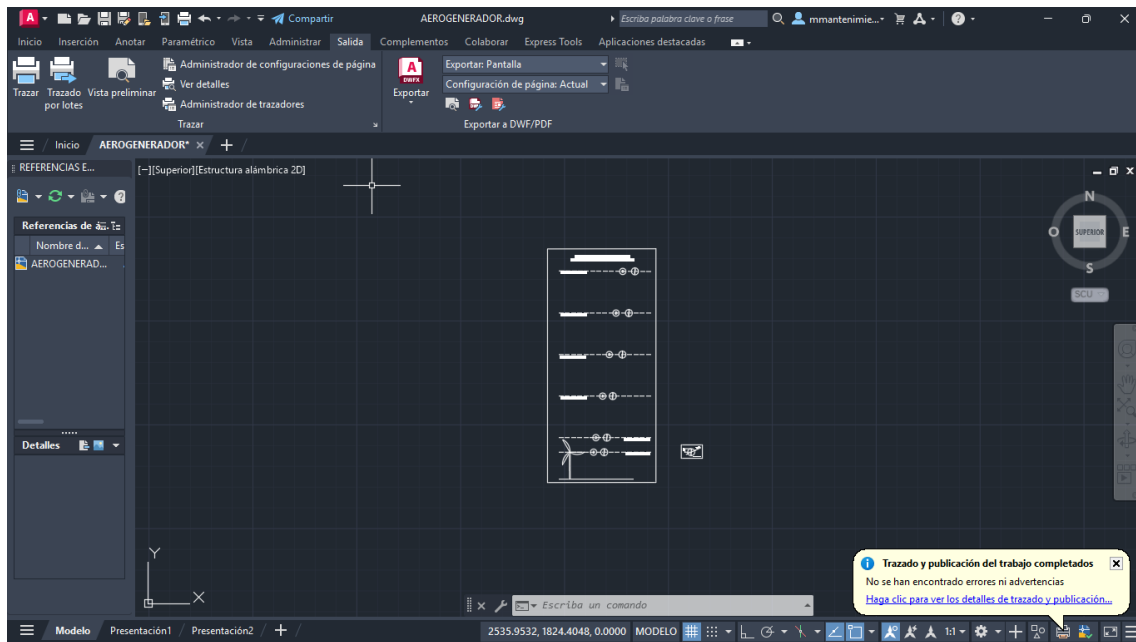 A Compartir AEROGENERADOR.dwg Escriba palabra clave o frase mmantenimie...
Inicio Inserción Anotar Paramétrico Vista Administrar Salida Complementos Colaborar Express Tools Aplicaciones destacadas
Trazar
Trazado por lotes
Vista preliminar
Administrador de configuraciones de página
Ver detalles
Administrador de trazadores
Trazar
DWFX
Exportar
Exportar: Pantalla
Configuración de página: Actual
Exportar a DWF/PDF
Inicio AEROGENERADOR*
REFERENCIAS E...
[−][Superior][Estructura alámbrica 2D]
Referencias de
Nombre d... Es
AEROGENERAD...
Detalles
N
O SUPERIOR E
S
SCU
Y
X
Escriba un comando
Trazado y publicación del trabajo completados
No se han encontrado errores ni advertencias
Haga clic para ver los detalles de trazado y publicación...
Modelo Presentación1 Presentación2
2535.9532, 1824.4048, 0.0000 MODELO 1:1